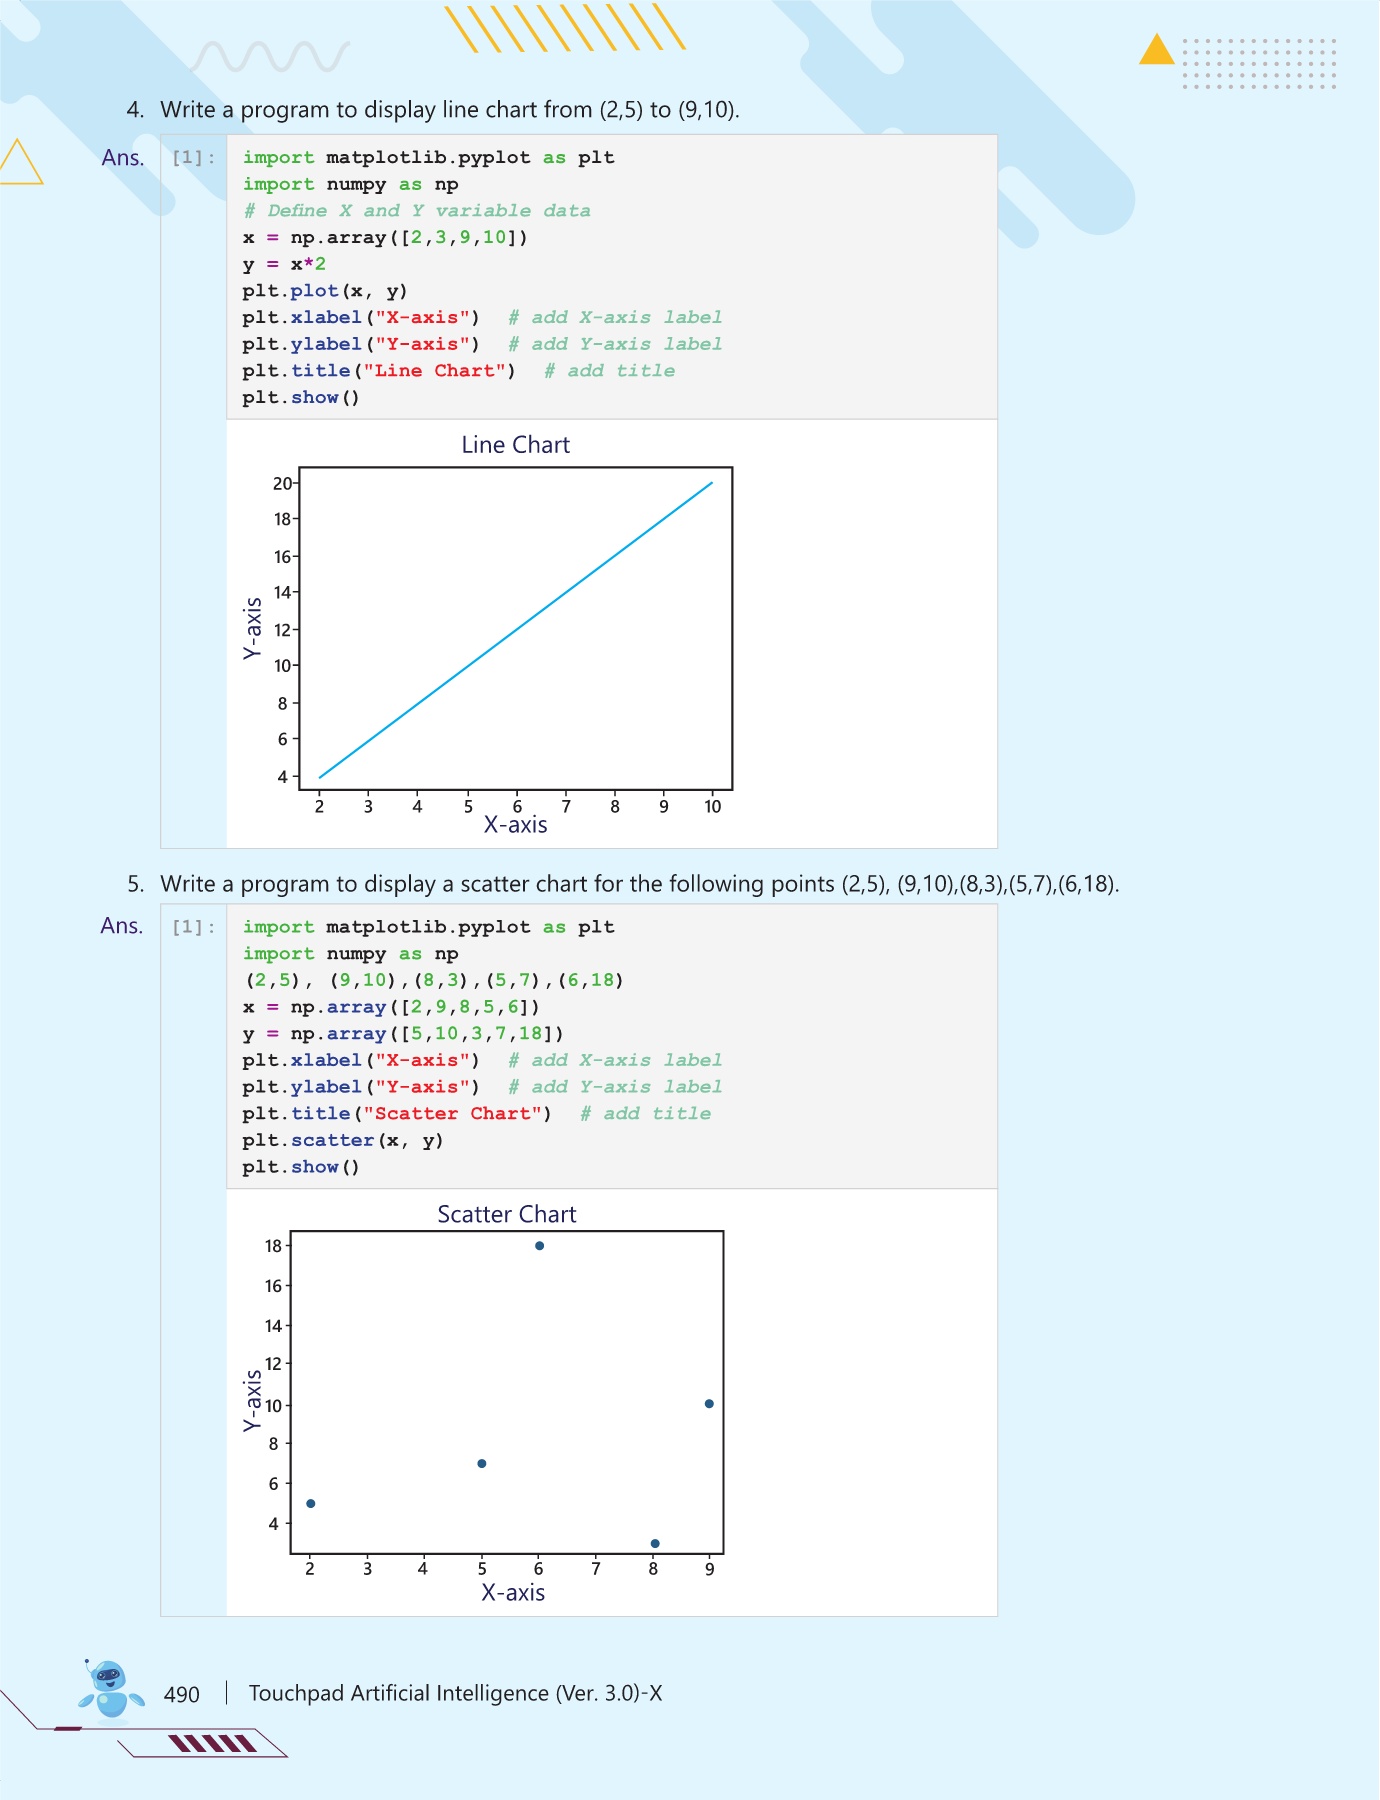 4. Write a program to display line chart from (2,5) to (9,10).
Ans. [1]: import matplotlib.pyplot as plt
import numpy as np
# Define X and Y variable data
x = np.array([2,3,9,10])
y = x*2
plt.plot(x, y)
plt.xlabel("X-axis")  # add X-axis label
plt.ylabel("Y-axis")  # add Y-axis label
plt.title("Line Chart")  # add title
plt.show()
Line Chart
20
18
16
14
12
10
8
6
4
Y-axis
2 3 4 5 6 7 8 9 10
X-axis
5. Write a program to display a scatter chart for the following points (2,5), (9,10),(8,3),(5,7),(6,18).
Ans. [1]: import matplotlib.pyplot as plt
import numpy as np
(2,5), (9,10),(8,3),(5,7),(6,18)
x = np.array([2,9,8,5,6])
y = np.array([5,10,3,7,18])
plt.xlabel("X-axis")  # add X-axis label
plt.ylabel("Y-axis")  # add Y-axis label
plt.title("Scatter Chart")  # add title
plt.scatter(x, y)
plt.show()
Scatter Chart
18
16
14
12
10
8
6
4
Y-axis
2 3 4 5 6 7 8 9
X-axis
490 | Touchpad Artificial Intelligence (Ver. 3.0)-X